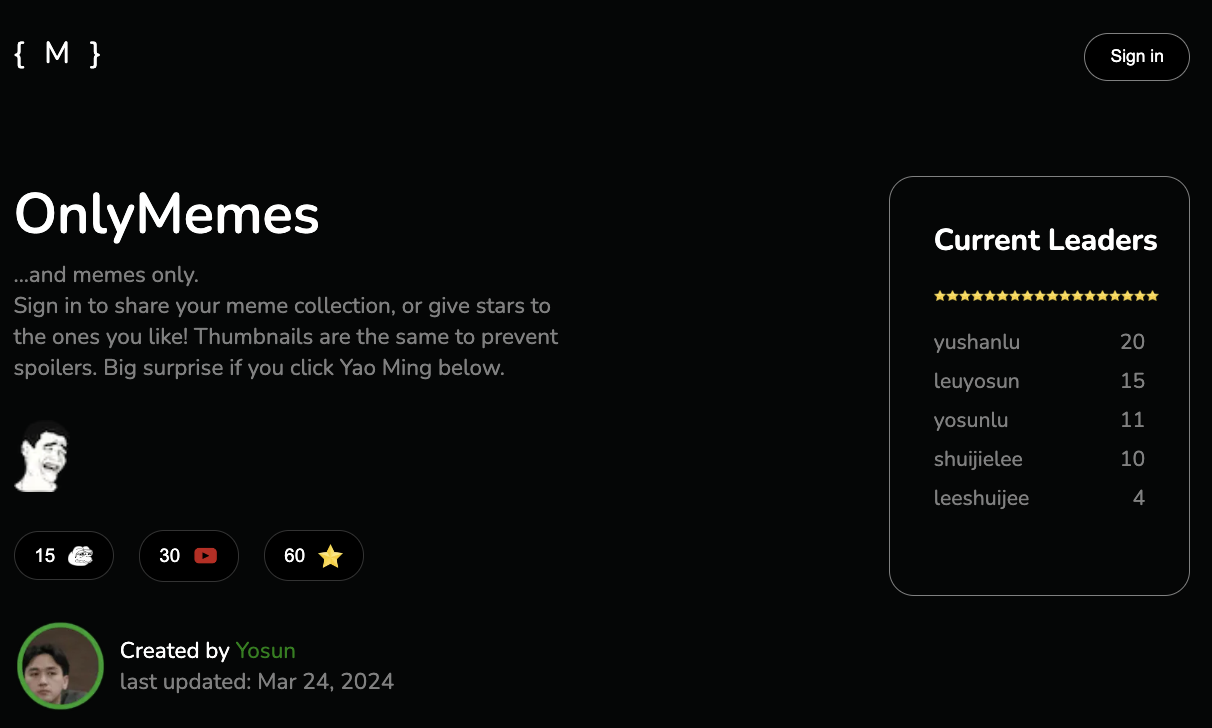 { M }
Sign in
OnlyMemes
...and memes only.
Sign in to share your meme collection, or give stars to
the ones you like! Thumbnails are the same to prevent
spoilers. Big surprise if you click Yao Ming below.
15
30
60
Created by Yosun
last updated: Mar 24, 2024
Current Leaders
yushanlu 20
leuyosun 15
yosunlu 11
shuijielee 10
leeshuijee 4